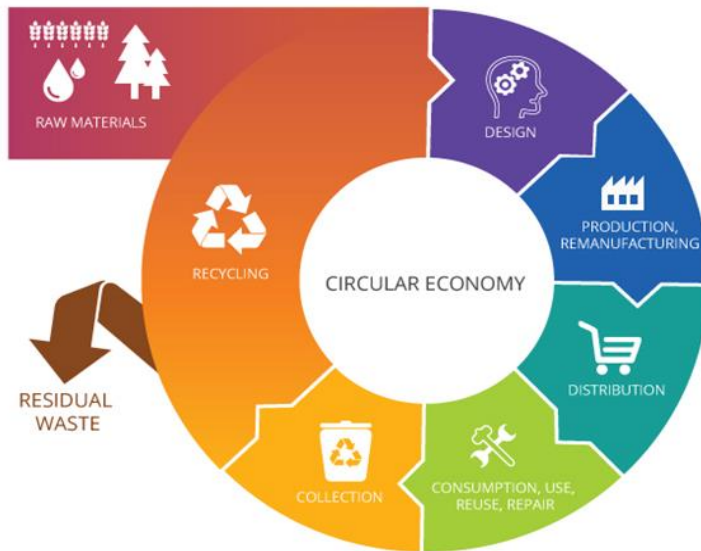 RAW MATERIALS
DESIGN
PRODUCTION,
REMANUFACTURING
RECYCLING
CIRCULAR ECONOMY
DISTRIBUTION
RESIDUAL
WASTE
COLLECTION
CONSUMPTION, USE,
REUSE, REPAIR